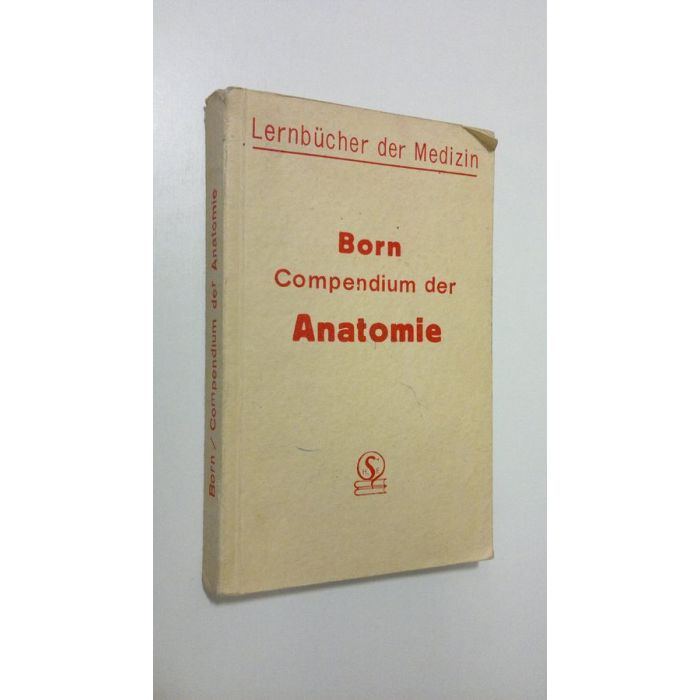 Lernbücher der Medizin
Born
Compendium der
Anatomie
S
Born / Compendium der Anatomie